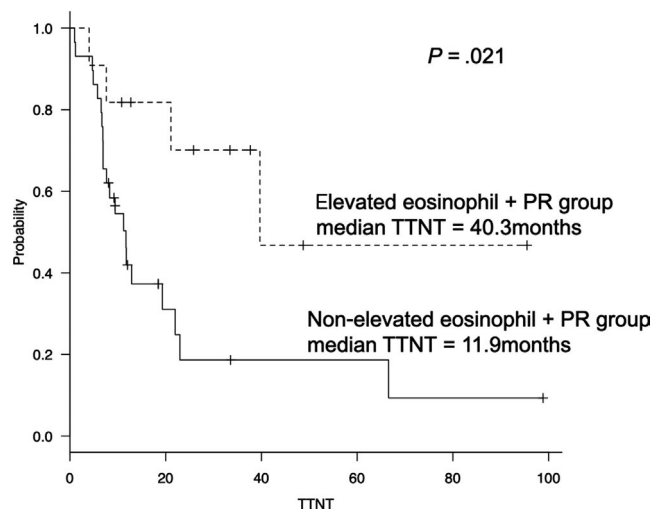 1.0
0.8
0.6
0.4
0.2
0.0
Probability
P = .021
Elevated eosinophil + PR group
median TTNT = 40.3months
Non-elevated eosinophil + PR group
median TTNT = 11.9months
0 20 40 60 80 100
TTNT